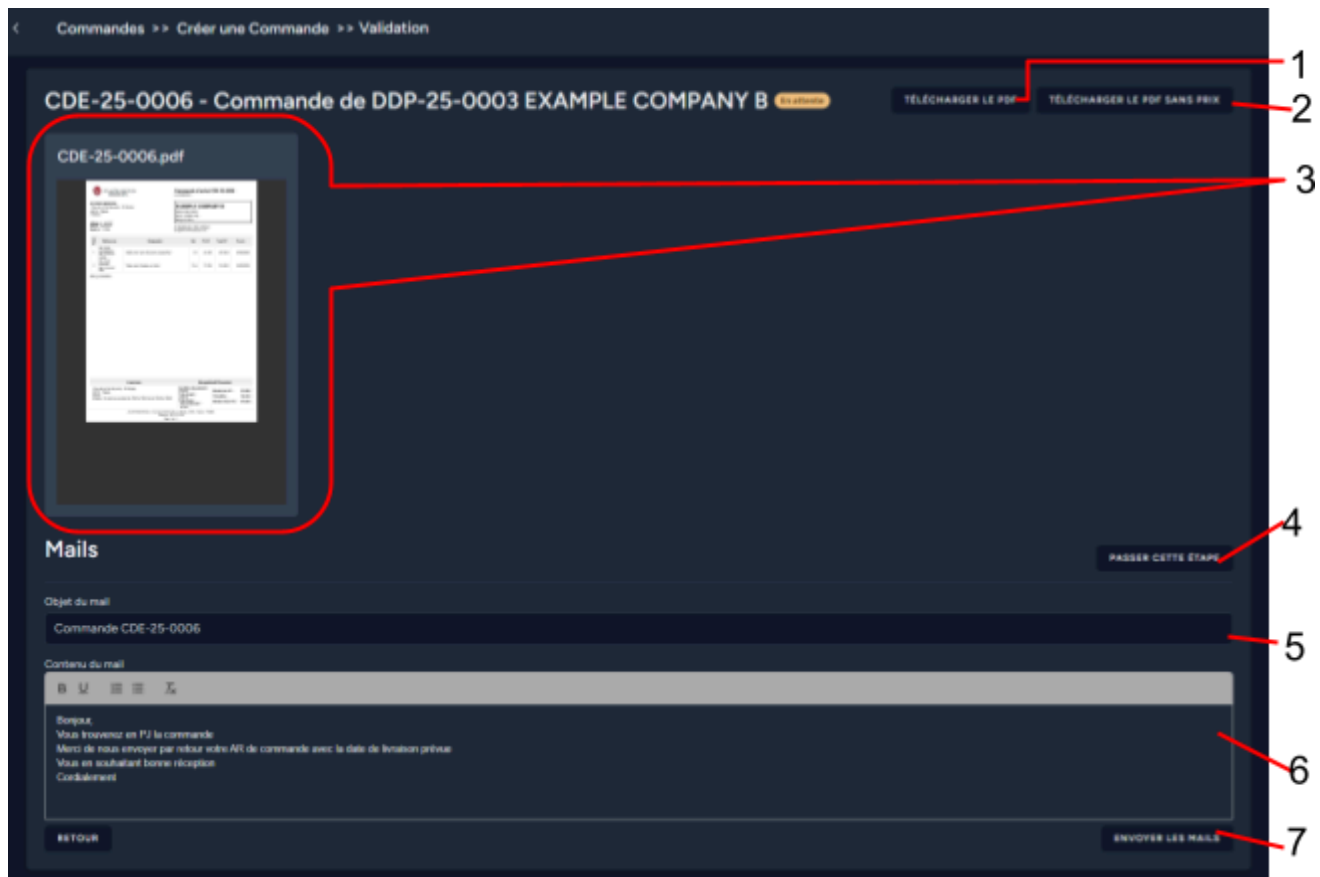 Commandes >> Créer une Commande >> Validation
1
CDE-25-0006 - Commande de DDP-25-0003 EXAMPLE COMPANY B En attente
TÉLÉCHARGER LE PDF
TÉLÉCHARGER LE PDF SANS PRIX
2
CDE-25-0006.pdf
3
EXAMPLE COMPANY B
4
Mails
PASSER CETTE ÉTAPE
Objet du mail
Commande CDE-25-0006
5
Contenu du mail
B U
Bonjour,
Vous trouverez en PJ la commande
Merci de nous envoyer par retour votre AR de commande avec la date de livraison prévue
Vous en souhaitant bonne réception
Cordialement
6
RETOUR
ENVOYER LES MAILS
7